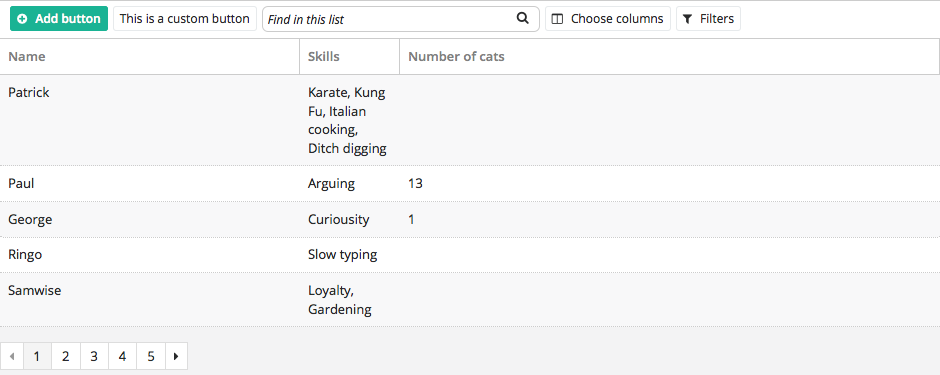 Add button This is a custom button Find in this list Choose columns Filters
Name Skills Number of cats
Patrick Karate, Kung
Fu, Italian
cooking,
Ditch digging
Paul Arguing 13
George Curiousity 1
Ringo Slow typing
Samwise Loyalty,
Gardening
1 2 3 4 5